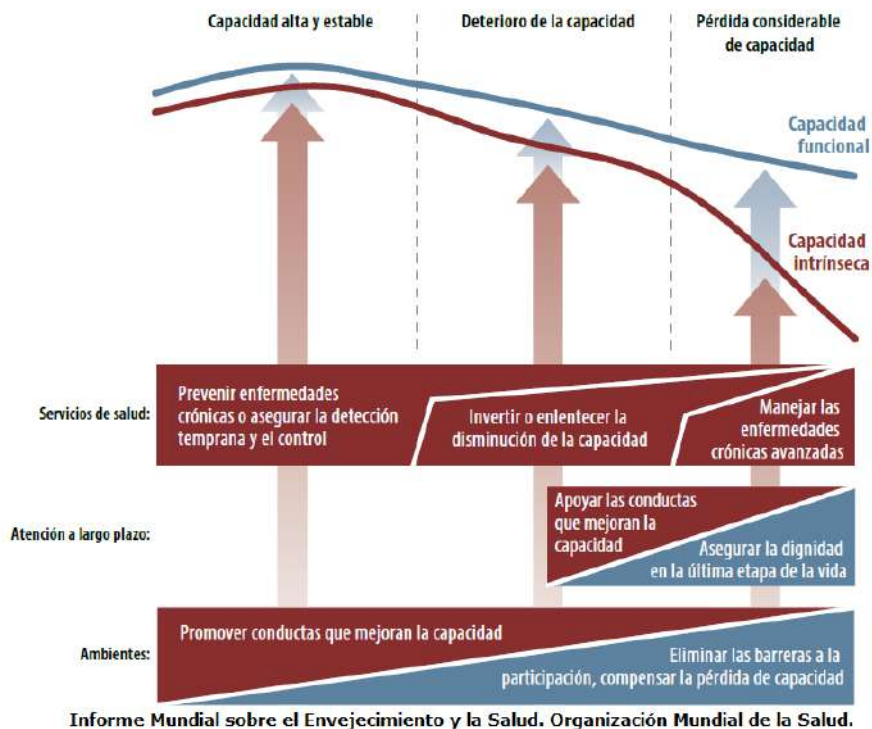 Capacidad alta y estable
Deterioro de la capacidad
Pérdida considerable
de capacidad
Capacidad
funcional
Capacidad
intrínseca
Servicios de salud:
Prevenir enfermedades
crónicas o asegurar la detección
temprana y el control
Invertir o enlentecer la
disminución de la capacidad
Manejar las
enfermedades
crónicas avanzadas
Atención a largo plazo:
Apoyar las conductas
que mejoran la
capacidad
Asegurar la dignidad
en la última etapa de la vida
Ambientes:
Promover conductas que mejoran la capacidad
Eliminar las barreras a la
participación, compensar la pérdida de capacidad
Informe Mundial sobre el Envejecimiento y la Salud. Organización Mundial de la Salud.